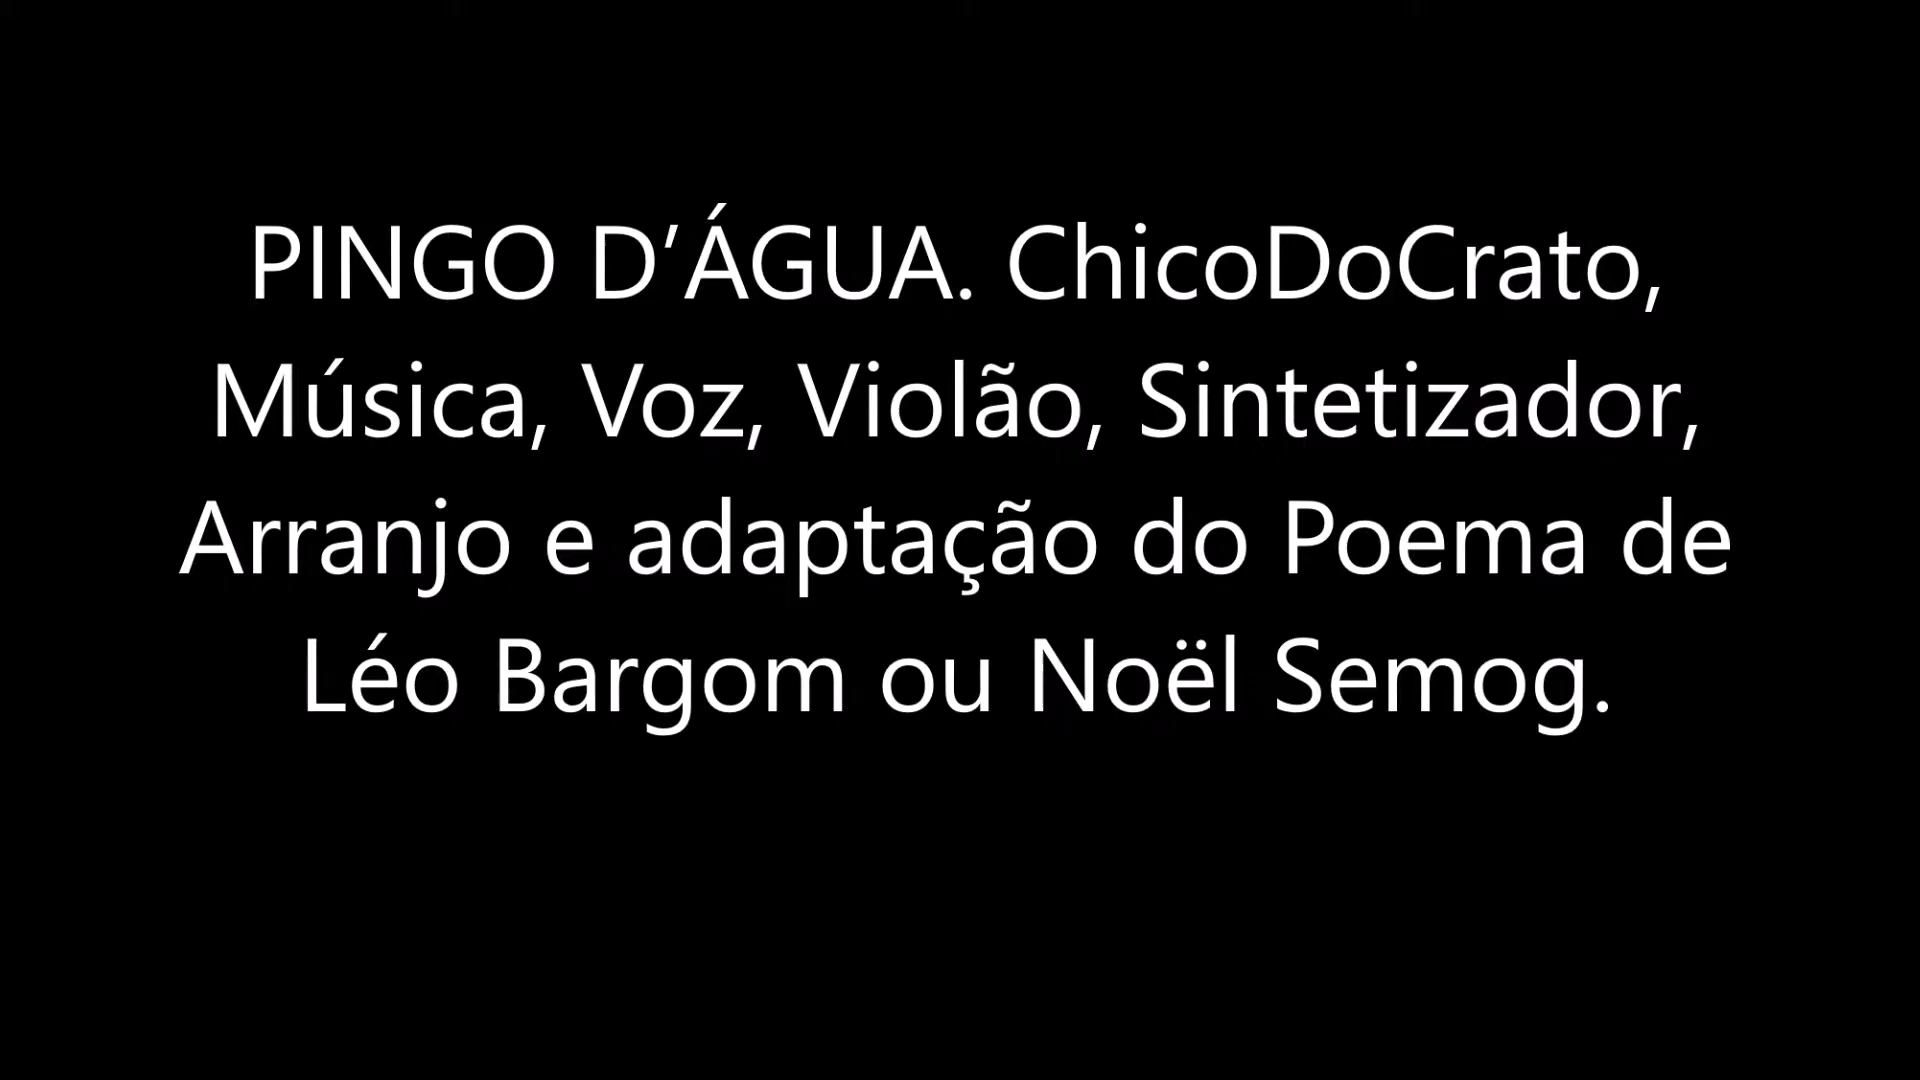 PINGO D’ÁGUA. ChicoDoCrato,
Música, Voz, Violão, Sintetizador,
Arranjo e adaptação do Poema de
Léo Bargom ou Noël Semog.